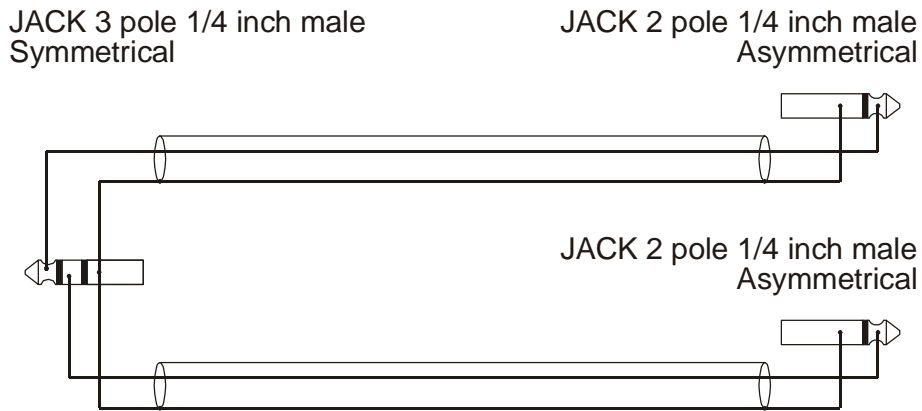 JACK 3 pole 1/4 inch male
Symmetrical
JACK 2 pole 1/4 inch male
Asymmetrical
JACK 2 pole 1/4 inch male
Asymmetrical